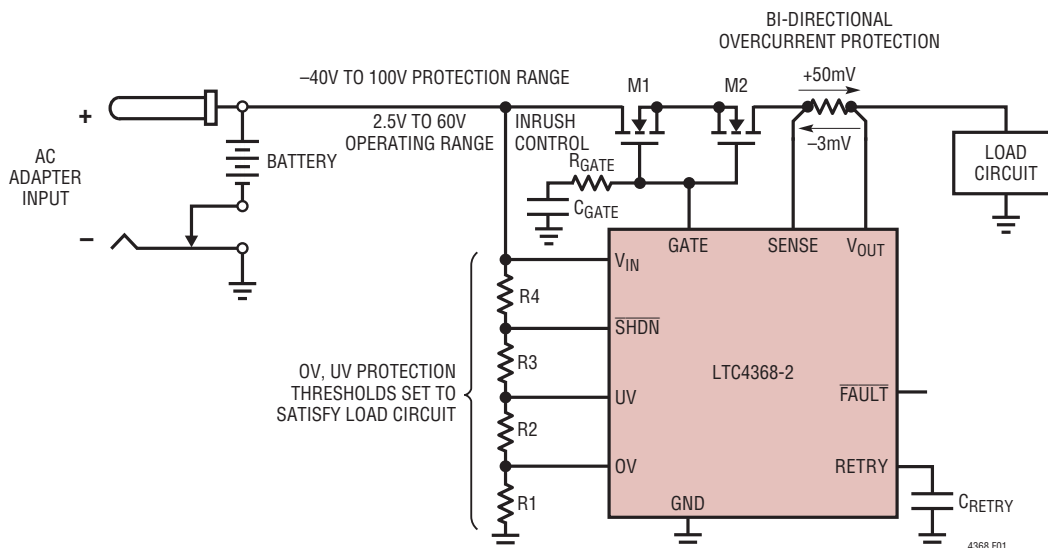 BI-DIRECTIONAL
OVERCURRENT PROTECTION
–40V TO 100V PROTECTION RANGE
M1
M2
+50mV
+
2.5V TO 60V
OPERATING RANGE
INRUSH
CONTROL
–3mV
AC
ADAPTER
INPUT
BATTERY
RGATE
CGATE
LOAD
CIRCUIT
–
GATE
SENSE
VOUT
VIN
R4
SHDN
R3
OV, UV PROTECTION
THRESHOLDS SET TO
SATISFY LOAD CIRCUIT
LTC4368-2
UV
FAULT
R2
OV
RETRY
R1
GND
CRETRY
4368 F01